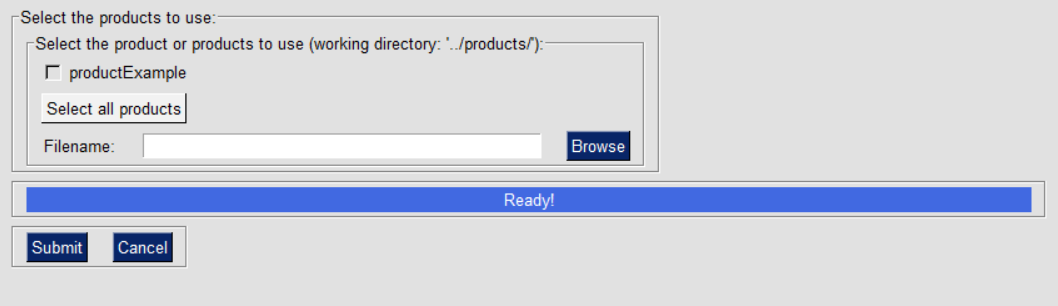 Select the products to use:
Select the product or products to use (working directory: '../products/'):
productExample
Select all products
Filename: Browse
Ready!
Submit Cancel